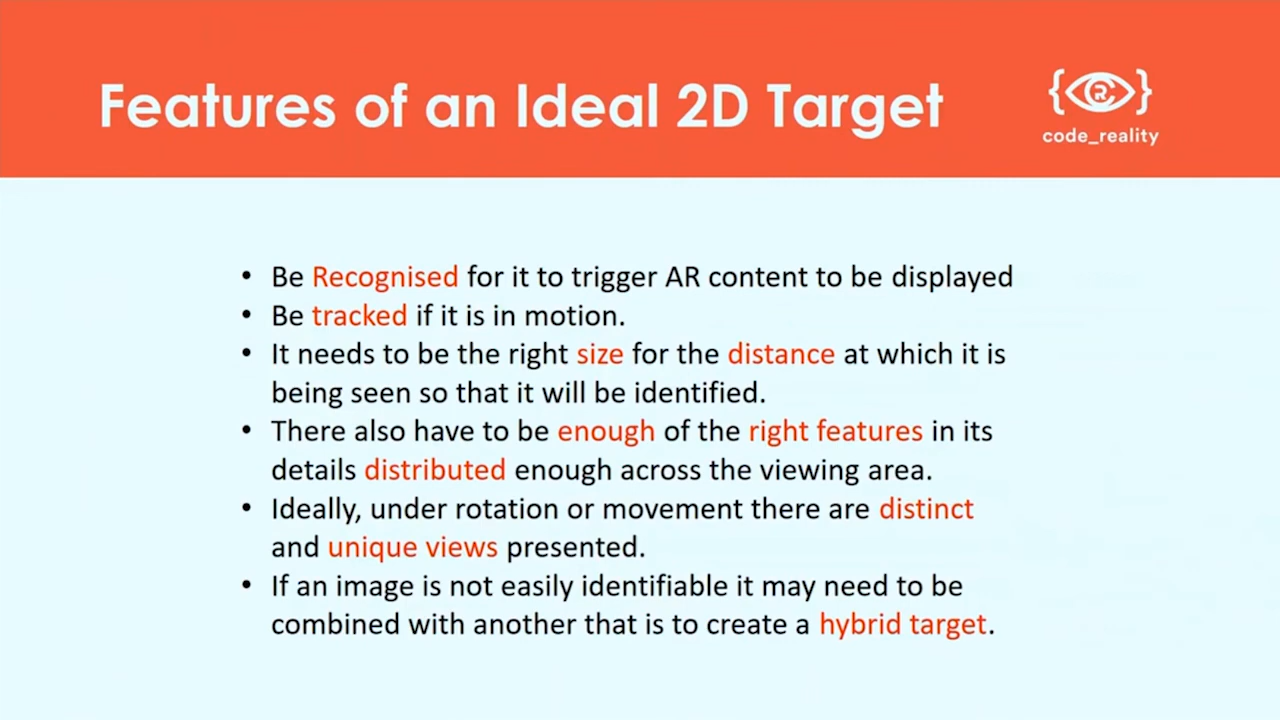 Features of an Ideal 2D Target
{R}
code_reality
• Be Recognised for it to trigger AR content to be displayed
• Be tracked if it is in motion.
• It needs to be the right size for the distance at which it is
being seen so that it will be identified.
• There also have to be enough of the right features in its
details distributed enough across the viewing area.
• Ideally, under rotation or movement there are distinct
and unique views presented.
• If an image is not easily identifiable it may need to be
combined with another that is to create a hybrid target.